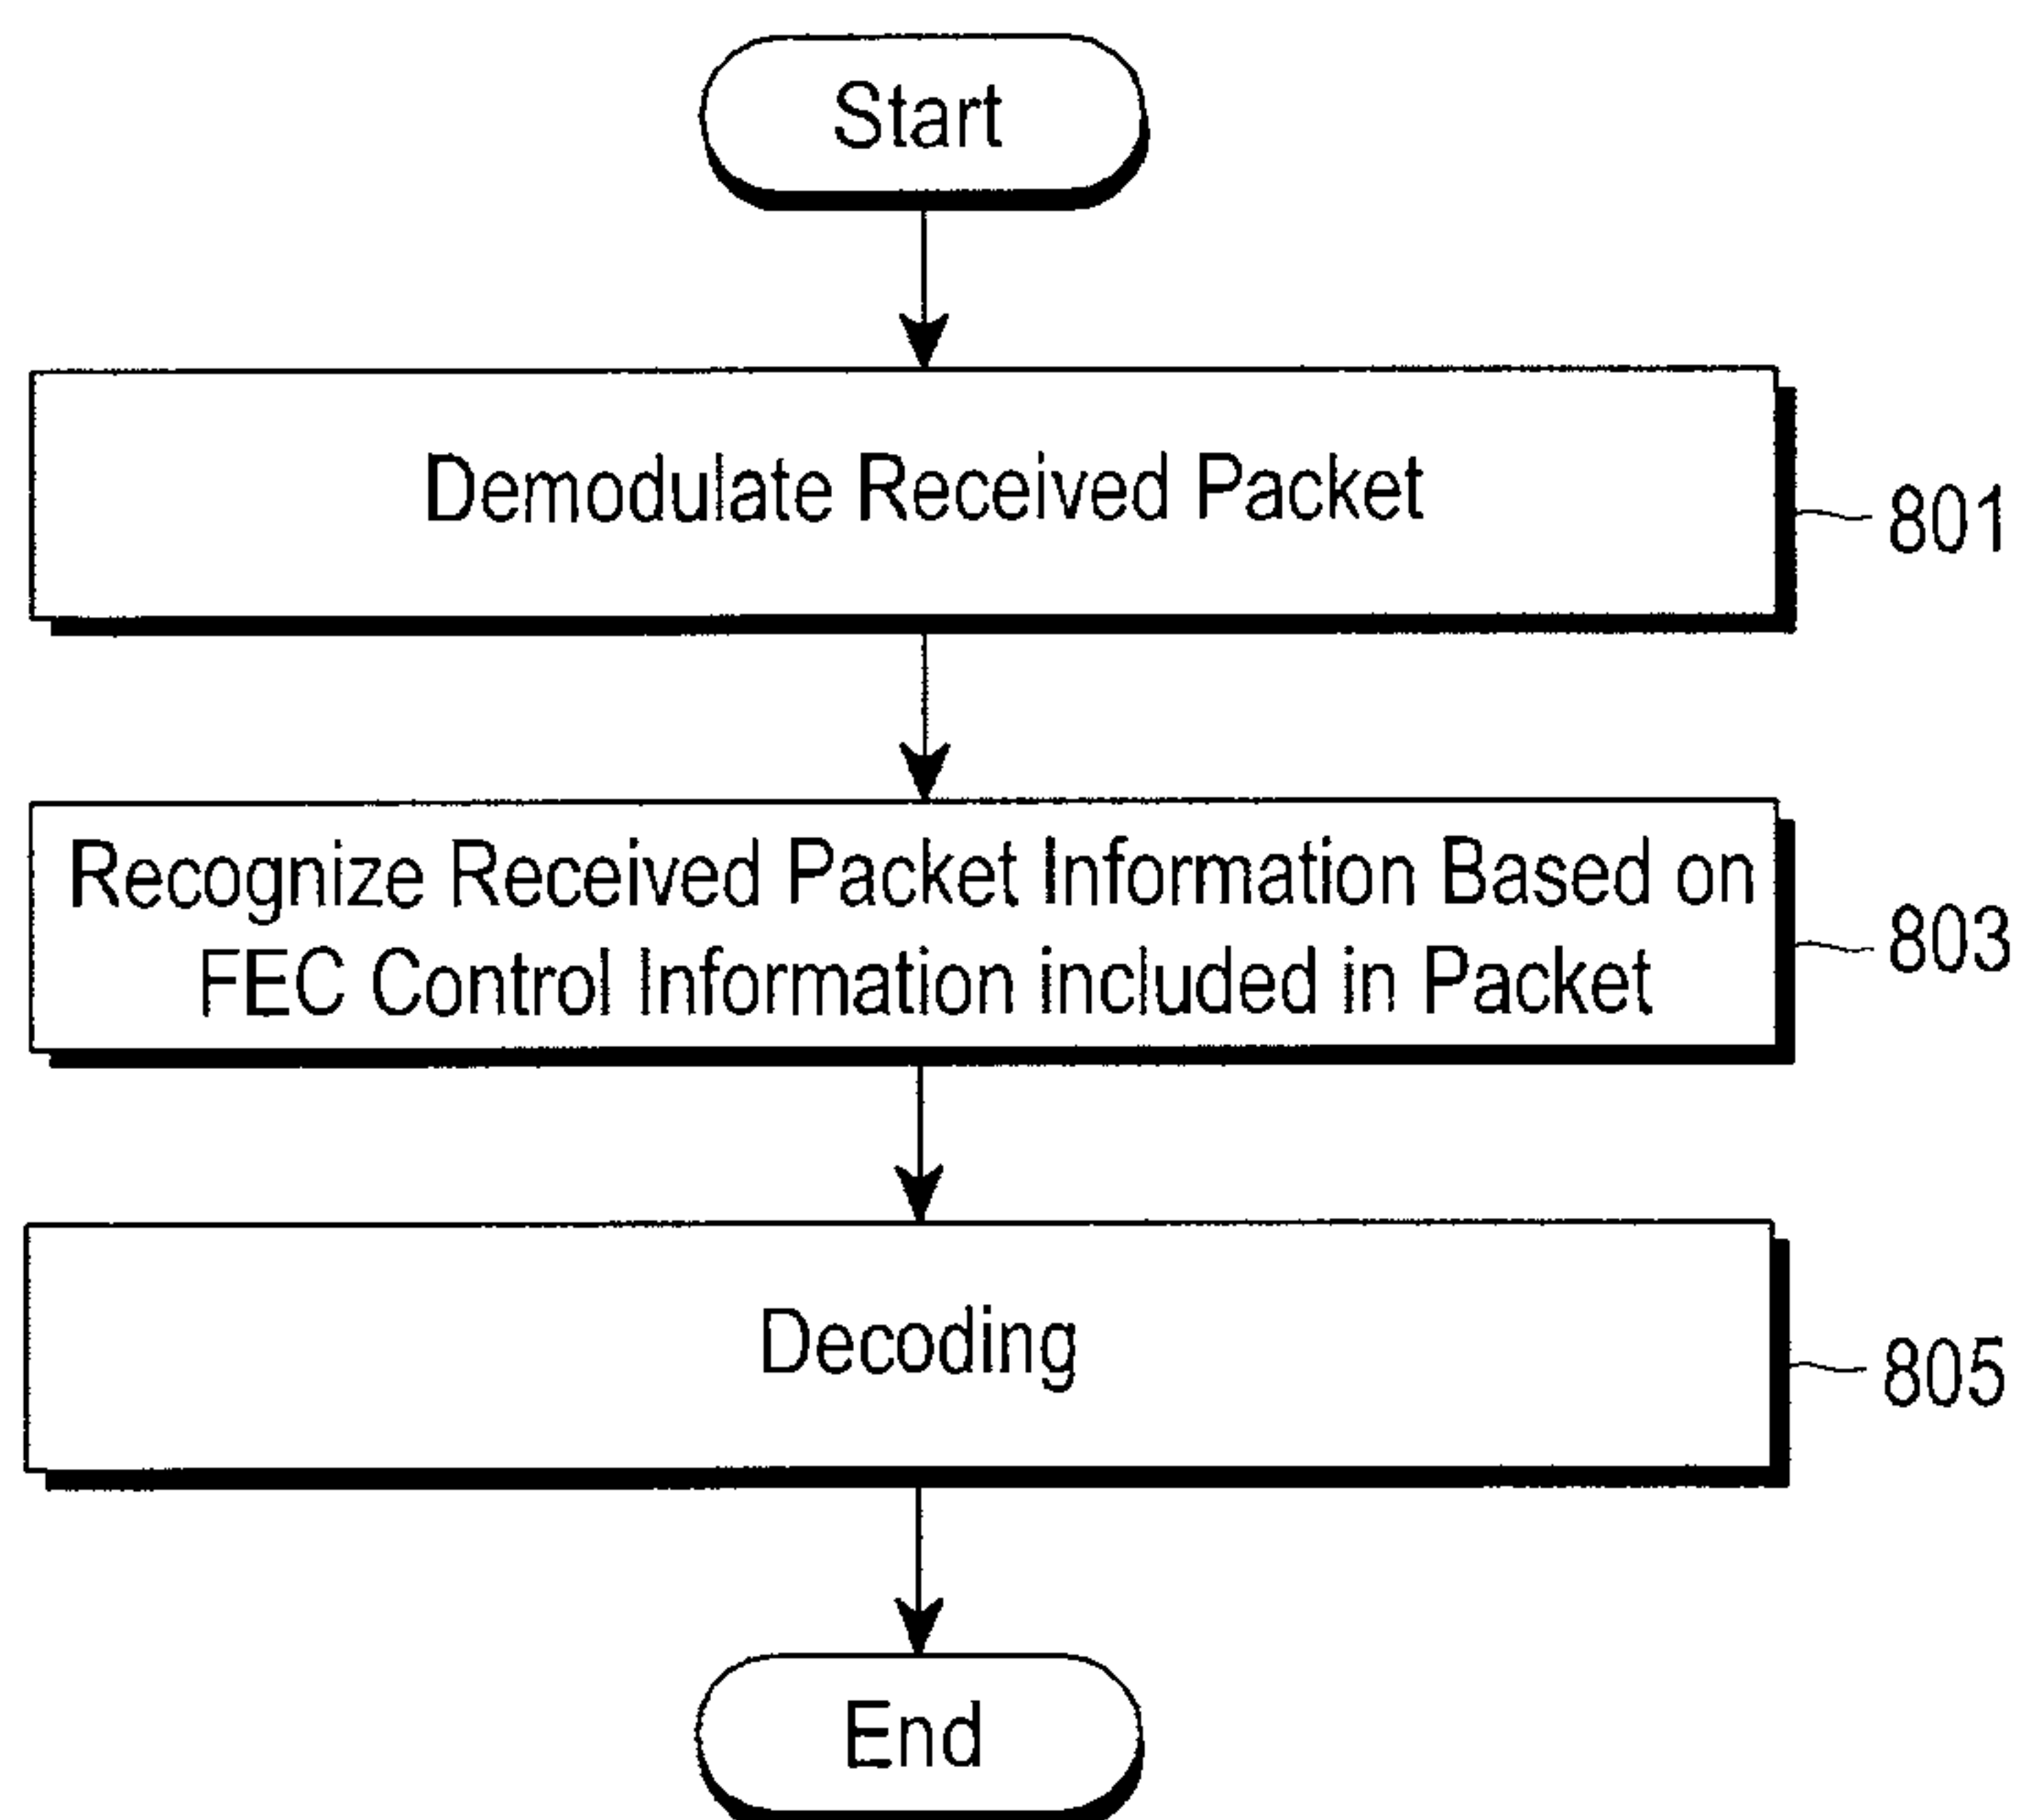 Start
Demodulate Received Packet
801
Recognize Received Packet Information Based on
FEC Control Information included in Packet
803
Decoding
805
End